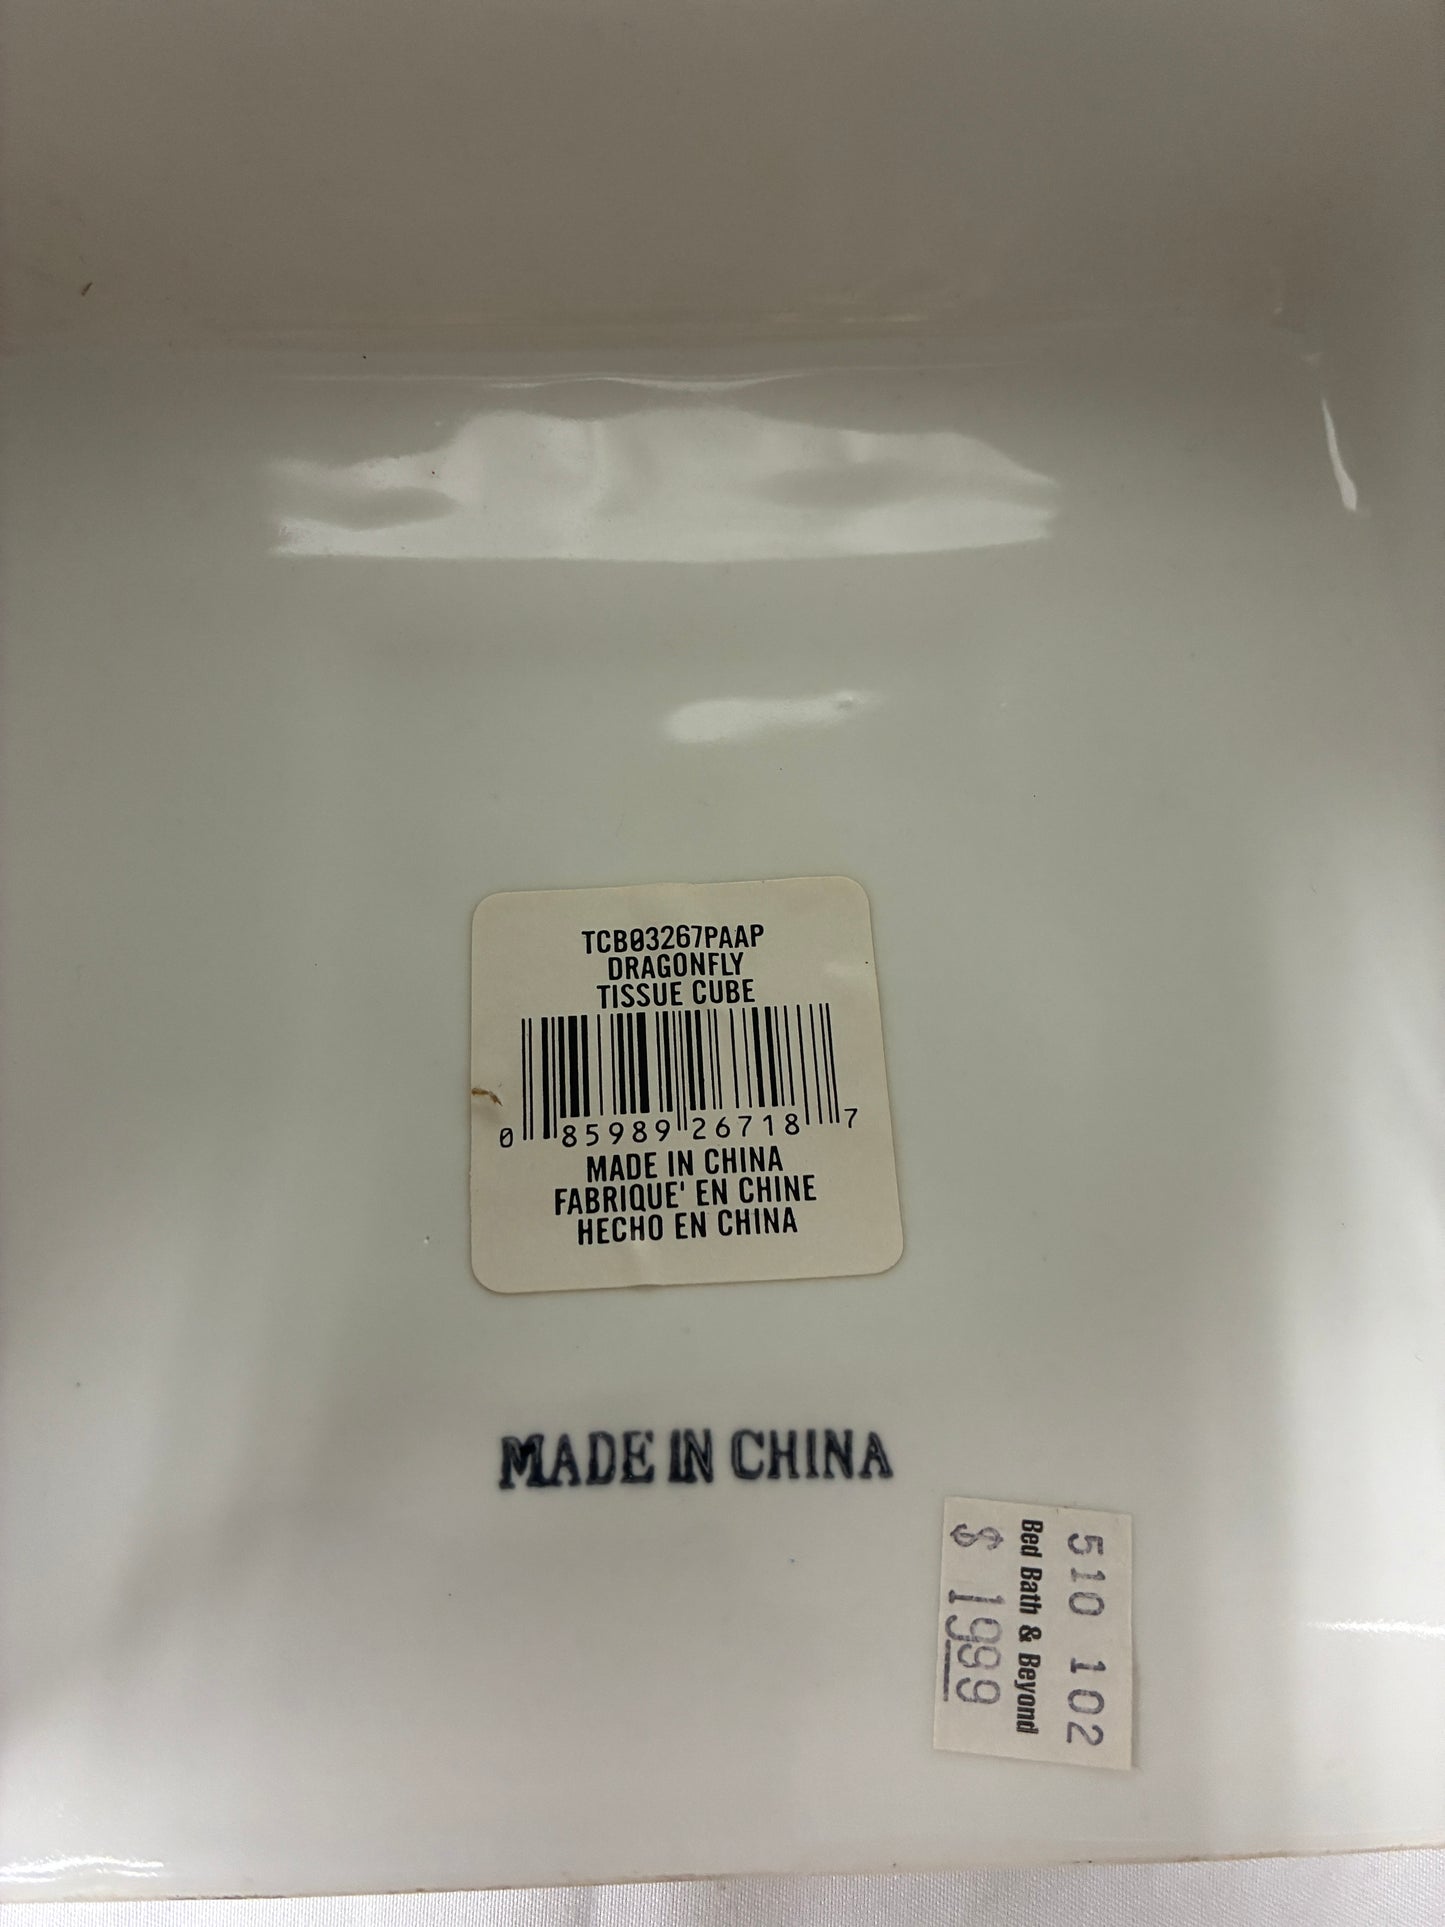 TCB03267PAAP
DRAGONFLY
TISSUE CUBE
0 85989 26718 7
MADE IN CHINA
FABRIQUE' EN CHINE
HECHO EN CHINA
MADE IN CHINA
510 102
Bed Bath & Beyond
$ 1999